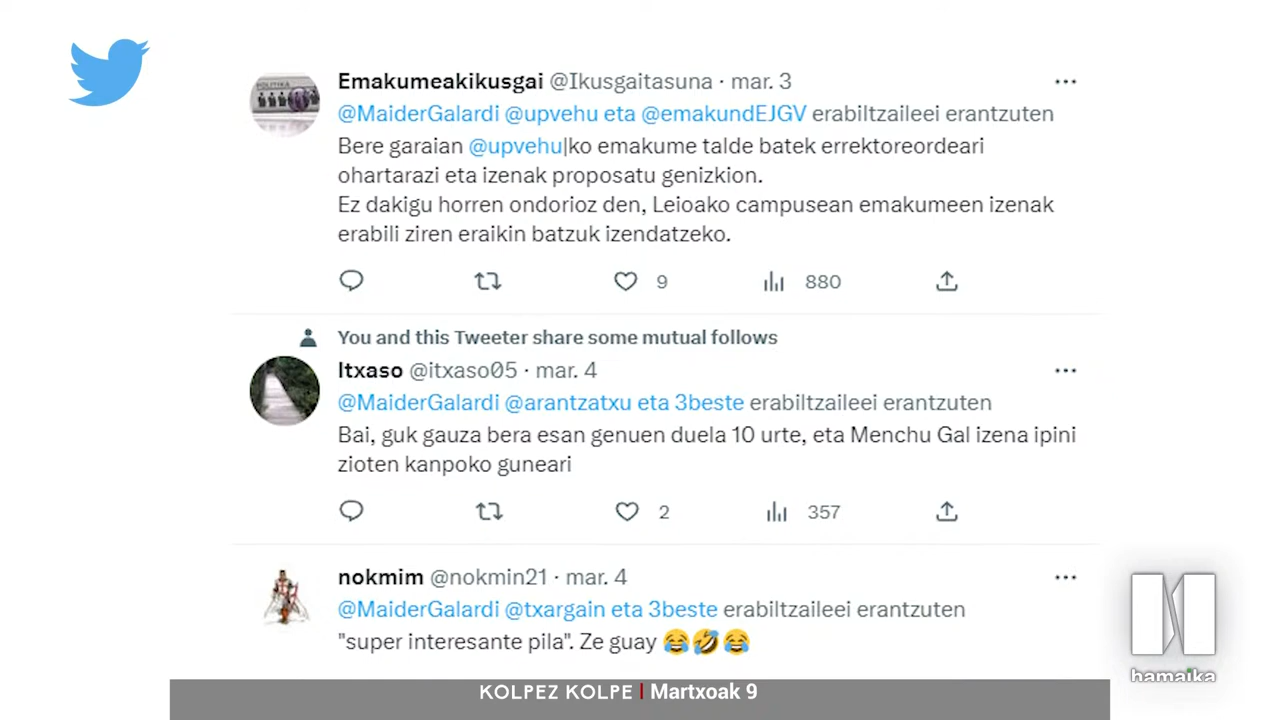 Emakumeakikusgai @Ikusgaitasuna · mar. 3
@MaiderGalardi @upvehu eta @emakundEJGV erabiltzaileei erantzuten
Bere garaian @upvehu|ko emakume talde batek errektoreordeari
ohartarazi eta izenak proposatu genizkion.
Ez dakigu horren ondorioz den, Leioako campusean emakumeen izenak
erabili ziren eraikin batzuk izendatzeko.
9 880
You and this Tweeter share some mutual follows
Itxaso @itxaso05 · mar. 4
@MaiderGalardi @arantzatxu eta 3beste erabiltzaileei erantzuten
Bai, guk gauza bera esan genuen duela 10 urte, eta Menchu Gal izena ipini
zioten kanpoko guneari
2 357
nokmim @nokmin21 · mar. 4
@MaiderGalardi @txargain eta 3beste erabiltzaileei erantzuten
"super interesante pila". Ze guay 😂🤣😂
hamaika
KOLPEZ KOLPE | Martxoak 9